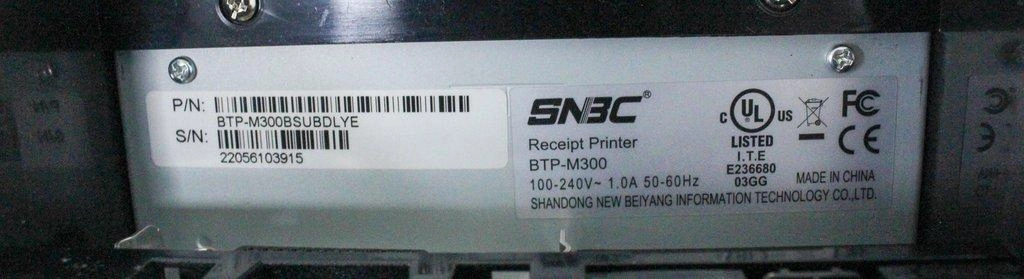 P/N:
BTP-M300BSUBDLYE
S/N:
22056103915
SNBC®
Receipt Printer
BTP-M300
100-240V~ 1.0A 50-60Hz
SHANDONG NEW BEIYANG INFORMATION TECHNOLOGY CO.,LTD.
C UL US
LISTED
I.T.E
E236680
03GG
FC
CE
MADE IN CHINA